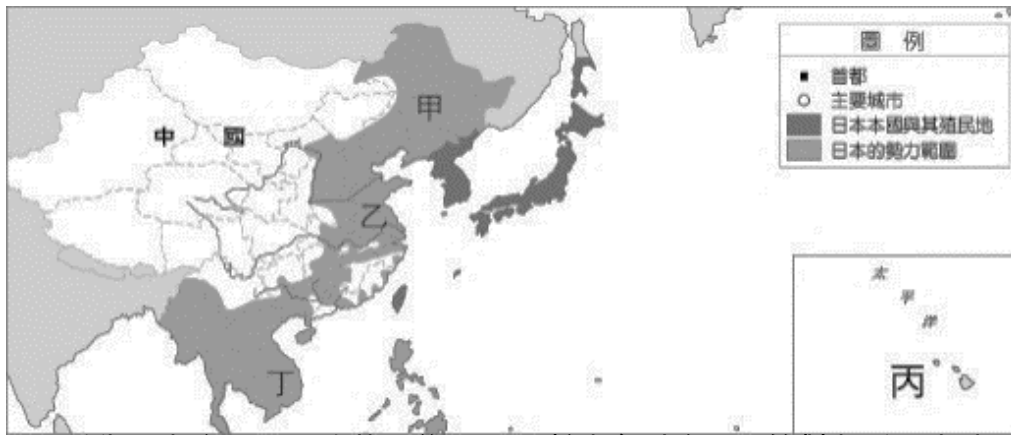 甲
中 國
乙
丁
圖 例
首都
主要城市
日本本國與其殖民地
日本的勢力範圍
太
平
洋
丙